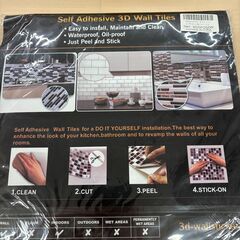 Self Adhesive 3D Wall Tiles
• Easy to Install, Maintain and Clean,
• Waterproof, Oil-proof
• Just Peel and Stick
Self Adhesive Wall Tiles for a DO IT YOURSELF installation.The best way to
enhance the look of your kitchen,bathroom and to revamp the walls of all your
rooms.
1.CLEAN
2.CUT
3.PEEL
4.STICK-ON
INDOORS
OUTDOORS
WET AREAS
PERMANENTLY
WET AREAS